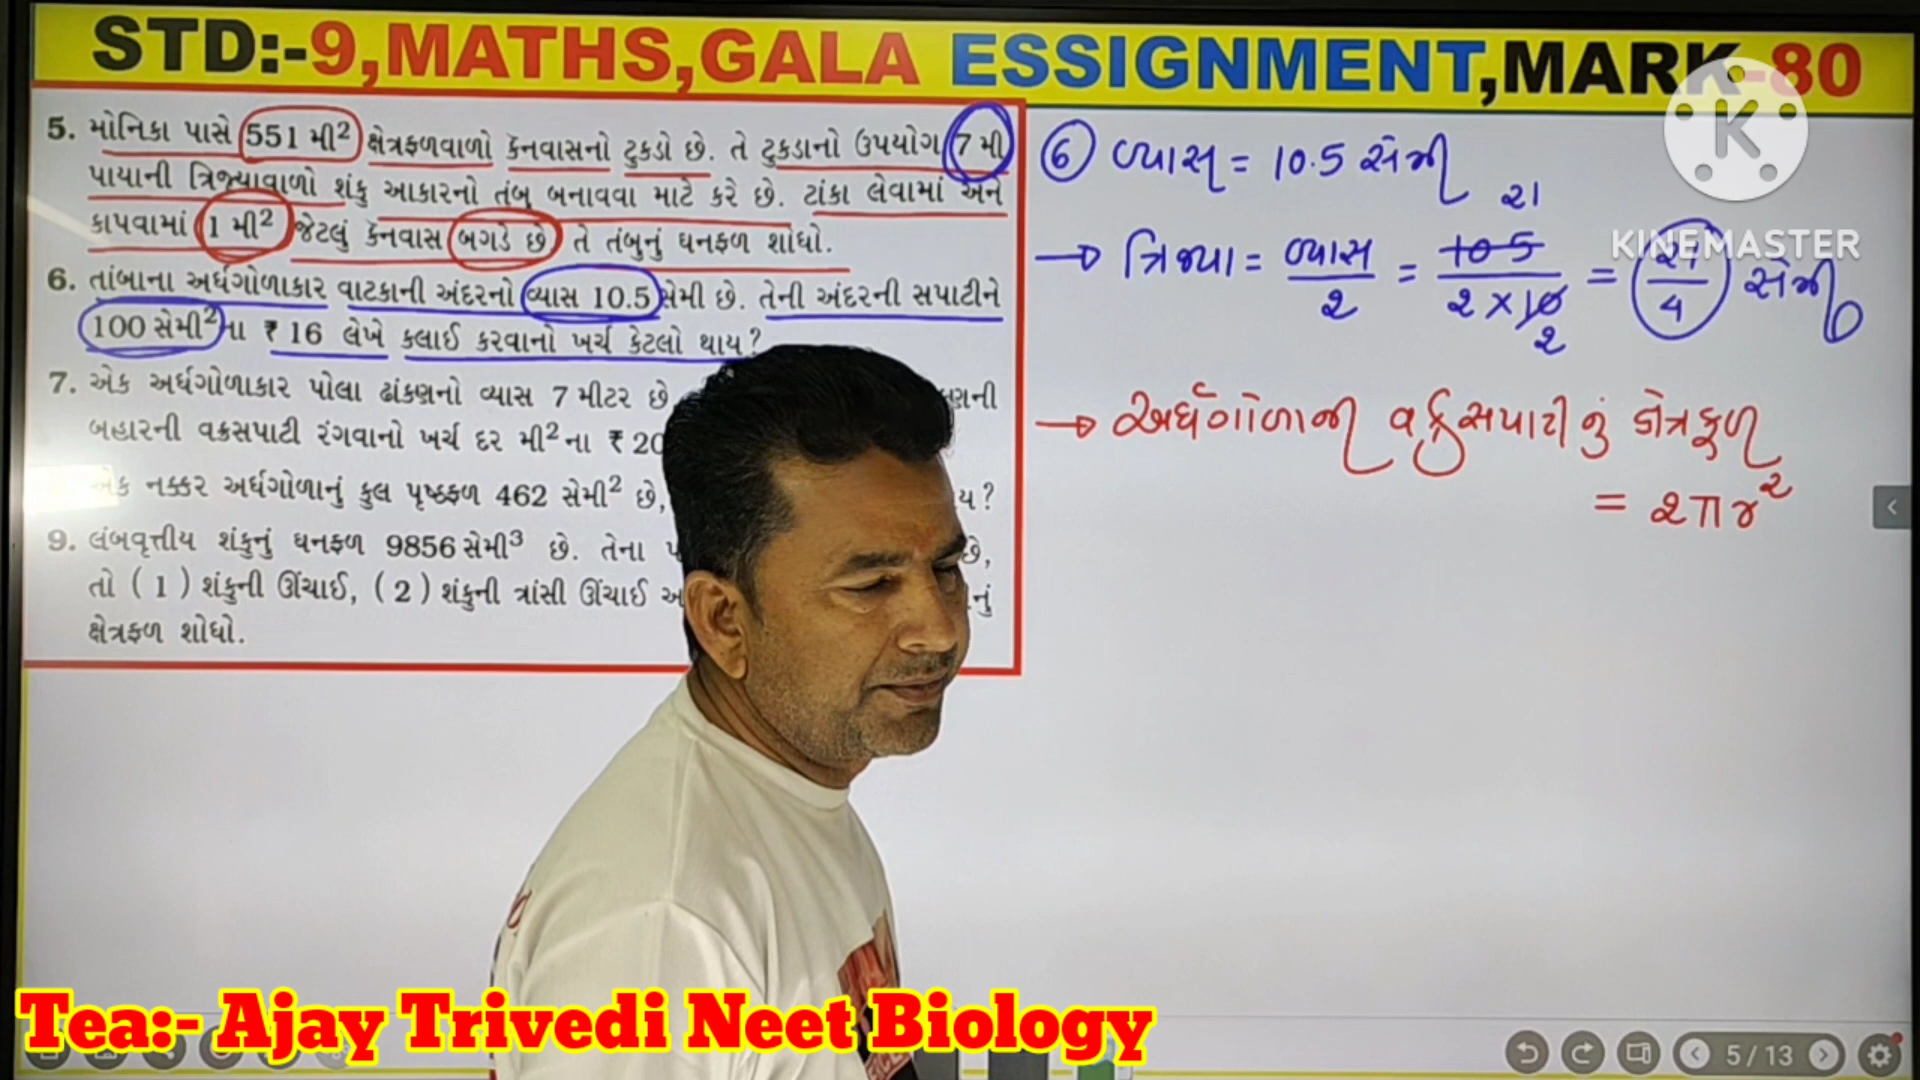 STD:-9,MATHS,GALA ESSIGNMENT,MARK-80
5. મોનિકા પાસે 551 મી² ક્ષેત્રફળવાળો કૅનવાસનો ટુકડો છે. તે ટુકડાનો ઉપયોગ 7 મી
પાયાની ત્રિજ્યાવાળો શંકુ આકારનો તંબુ બનાવવા માટે કરે છે. ટાંકા લેવામાં અને
કાપવામાં 1 મી² જેટલું કૅનવાસ બગડે છે તે તંબુનું ઘનફળ શોધો.
6. તાંબાના અર્ધગોળાકાર વાટકાની અંદરનો વ્યાસ 10.5 સેમી છે. તેની અંદરની સપાટીને
100 સેમી²ના ₹ 16 લેખે કલાઈ કરવાનો ખર્ચ કેટલો થાય?
7. એક અર્ધગોળાકાર પોલા ઢાંકણનો વ્યાસ 7 મીટર છે
બહારની વક્રસપાટી રંગવાનો ખર્ચ દર મી²ના ₹ 20
નક્કર અર્ધગોળાનું કુલ પૃષ્ઠફળ 462 સેમી² છે,
9. લંબવૃત્તીય શંકુનું ઘનફળ 9856 સેમી³ છે. તેના છે,
તો (1) શંકુની ઊંચાઈ, (2) શંકુની ત્રાંસી ઊંચાઈ
ક્ષેત્રફળ શોધો.
6 વ્યાસ = 10.5 સેમી
21
→ ત્રિજ્યા = વ્યાસ/2 = 105/2 × 10 = 21/4 સેમી
2
→ અર્ધગોળાની વક્રસપાટીનું ક્ષેત્રફળ
= 2πr²
K
KINEMASTER
Tea:- Ajay Trivedi Neet Biology
5 / 13